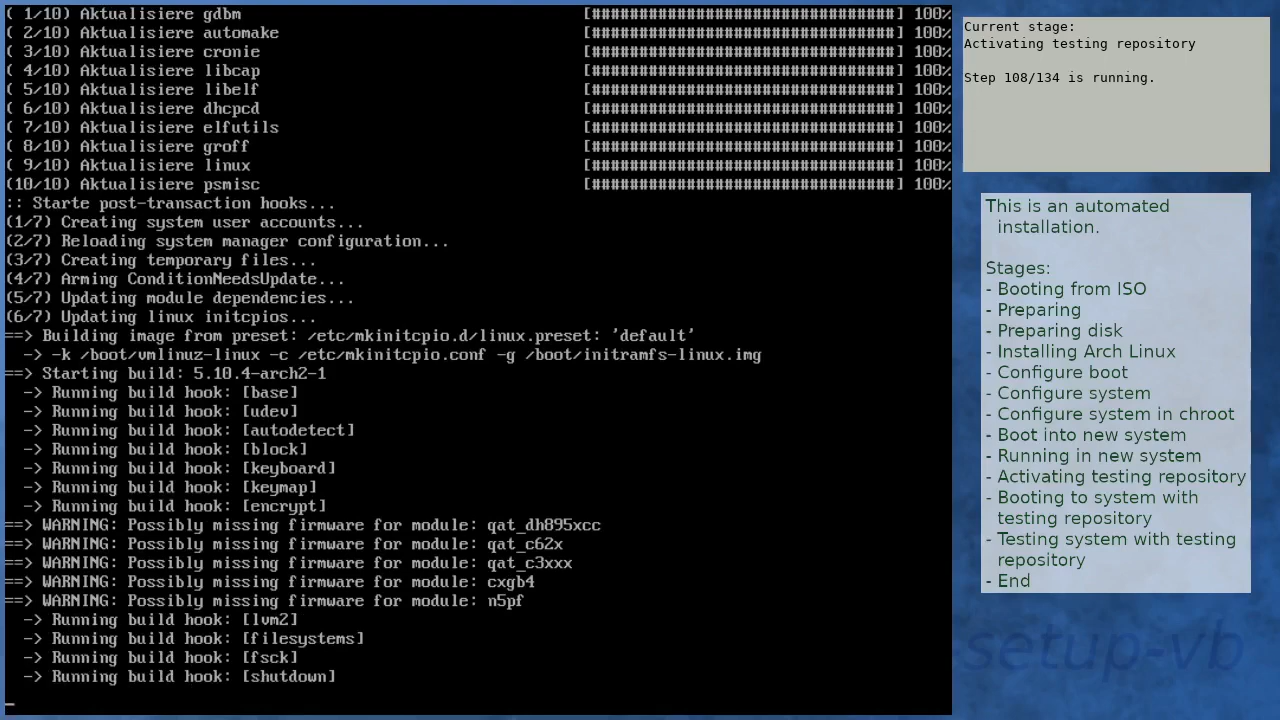 ( 1/10) Aktualisiere gdbm [################################] 100%
( 2/10) Aktualisiere automake [################################] 100%
( 3/10) Aktualisiere cronie [################################] 100%
( 4/10) Aktualisiere libcap [################################] 100%
( 5/10) Aktualisiere libelf [################################] 100%
( 6/10) Aktualisiere dhcpcd [################################] 100%
( 7/10) Aktualisiere elfutils [################################] 100%
( 8/10) Aktualisiere groff [################################] 100%
( 9/10) Aktualisiere linux [################################] 100%
(10/10) Aktualisiere psmisc [################################] 100%
:: Starte post-transaction hooks...
(1/7) Creating system user accounts...
(2/7) Reloading system manager configuration...
(3/7) Creating temporary files...
(4/7) Arming ConditionNeedsUpdate...
(5/7) Updating module dependencies...
(6/7) Updating linux initcpios...
==> Building image from preset: /etc/mkinitcpio.d/linux.preset: 'default'
-> -k /boot/vmlinuz-linux -c /etc/mkinitcpio.conf -g /boot/initramfs-linux.img
==> Starting build: 5.10.4-arch2-1
-> Running build hook: [base]
-> Running build hook: [udev]
-> Running build hook: [autodetect]
-> Running build hook: [block]
-> Running build hook: [keyboard]
-> Running build hook: [keymap]
-> Running build hook: [encrypt]
==> WARNING: Possibly missing firmware for module: qat_dh895xcc
==> WARNING: Possibly missing firmware for module: qat_c62x
==> WARNING: Possibly missing firmware for module: qat_c3xxx
==> WARNING: Possibly missing firmware for module: cxgb4
==> WARNING: Possibly missing firmware for module: n5pf
-> Running build hook: [lvm2]
-> Running build hook: [filesystems]
-> Running build hook: [fsck]
-> Running build hook: [shutdown]
Current stage:
Activating testing repository
Step 108/134 is running.
This is an automated
installation.
Stages:
- Booting from ISO
- Preparing
- Preparing disk
- Installing Arch Linux
- Configure boot
- Configure system
- Configure system in chroot
- Boot into new system
- Running in new system
- Activating testing repository
- Booting to system with
testing repository
- Testing system with testing
repository
- End
setup-vb